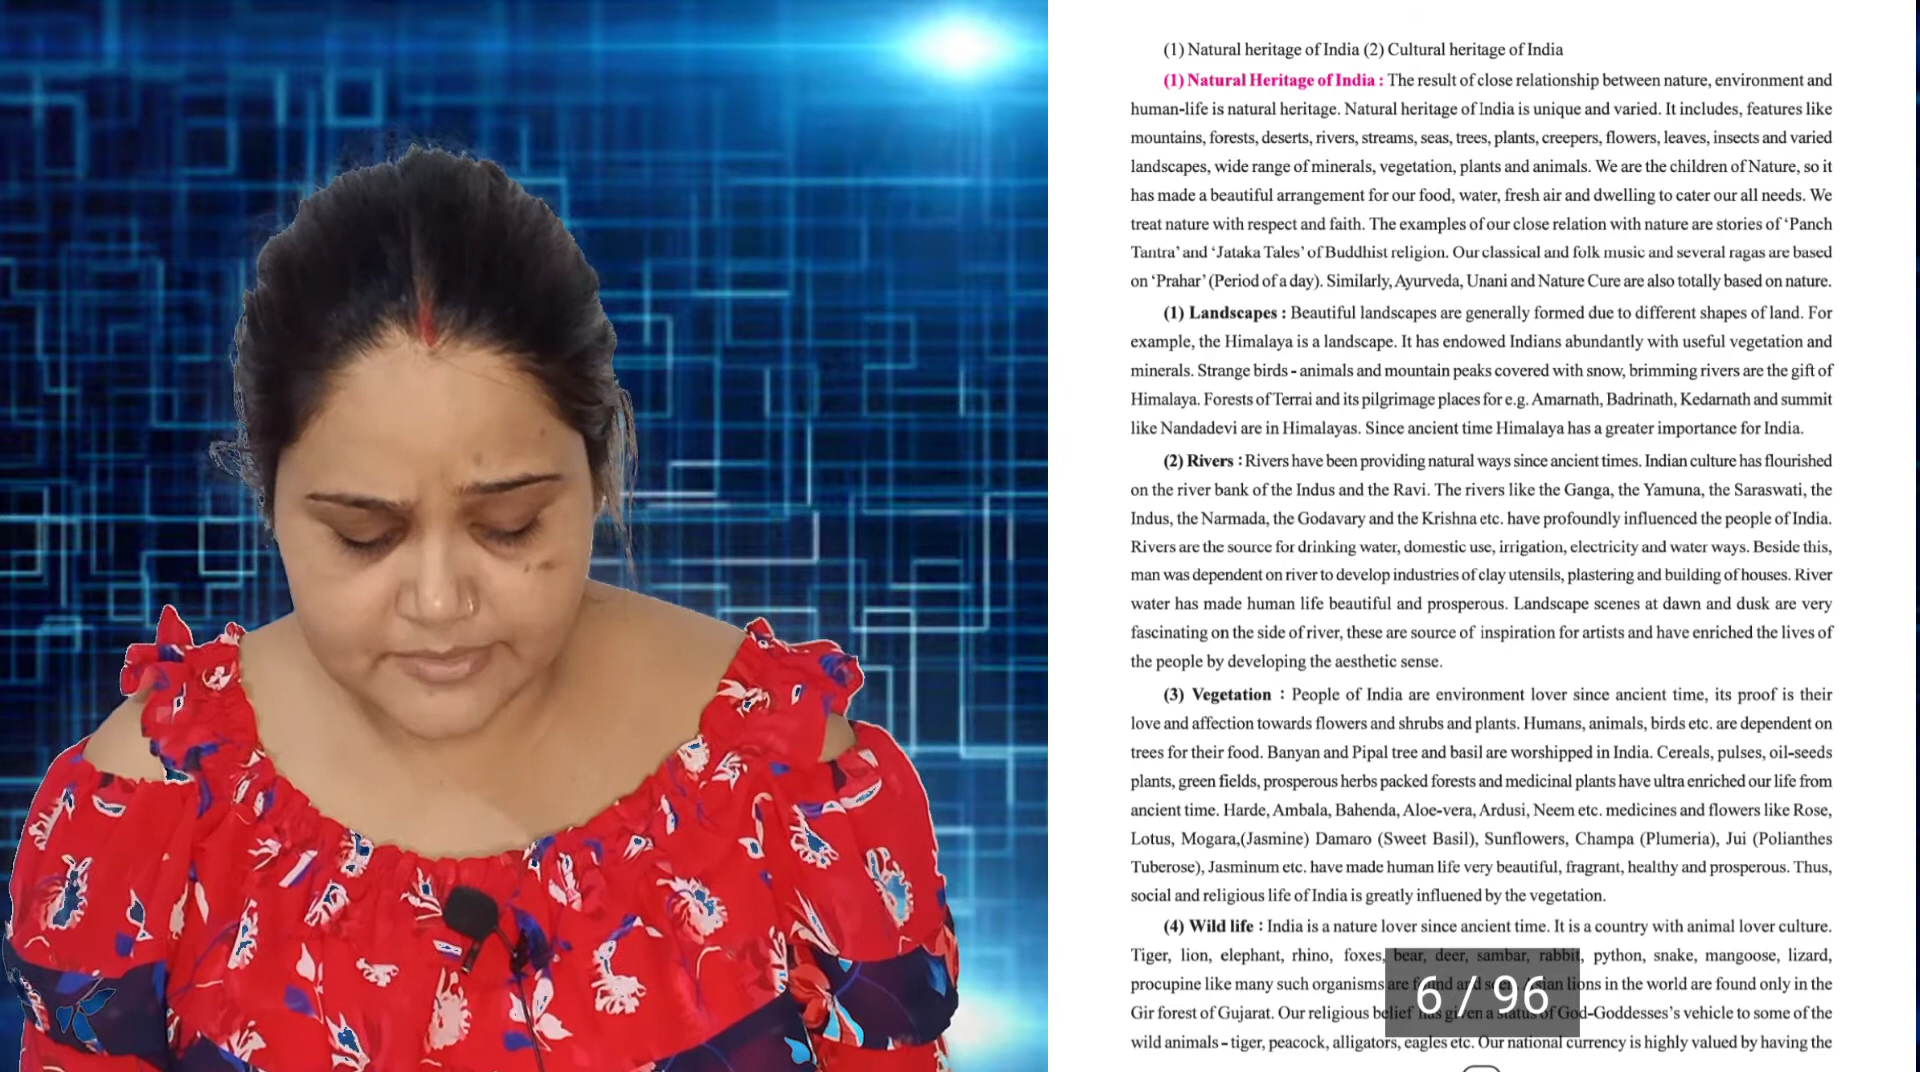 (1) Natural heritage of India (2) Cultural heritage of India
(1) Natural Heritage of India : The result of close relationship between nature, environment and
human-life is natural heritage. Natural heritage of India is unique and varied. It includes, features like
mountains, forests, deserts, rivers, streams, seas, trees, plants, creepers, flowers, leaves, insects and varied
landscapes, wide range of minerals, vegetation, plants and animals. We are the children of Nature, so it
has made a beautiful arrangement for our food, water, fresh air and dwelling to cater our all needs. We
treat nature with respect and faith. The examples of our close relation with nature are stories of ‘Panch
Tantra’ and ‘Jataka Tales’ of Buddhist religion. Our classical and folk music and several ragas are based
on ‘Prahar’ (Period of a day). Similarly, Ayurveda, Unani and Nature Cure are also totally based on nature.
(1) Landscapes : Beautiful landscapes are generally formed due to different shapes of land. For
example, the Himalaya is a landscape. It has endowed Indians abundantly with useful vegetation and
minerals. Strange birds - animals and mountain peaks covered with snow, brimming rivers are the gift of
Himalaya. Forests of Terrai and its pilgrimage places for e.g. Amarnath, Badrinath, Kedarnath and summit
like Nandadevi are in Himalayas. Since ancient time Himalaya has a greater importance for India.
(2) Rivers : Rivers have been providing natural ways since ancient times. Indian culture has flourished
on the river bank of the Indus and the Ravi. The rivers like the Ganga, the Yamuna, the Saraswati, the
Indus, the Narmada, the Godavary and the Krishna etc. have profoundly influenced the people of India.
Rivers are the source for drinking water, domestic use, irrigation, electricity and water ways. Beside this,
man was dependent on river to develop industries of clay utensils, plastering and building of houses. River
water has made human life beautiful and prosperous. Landscape scenes at dawn and dusk are very
fascinating on the side of river, these are source of inspiration for artists and have enriched the lives of
the people by developing the aesthetic sense.
(3) Vegetation : People of India are environment lover since ancient time, its proof is their
love and affection towards flowers and shrubs and plants. Humans, animals, birds etc. are dependent on
trees for their food. Banyan and Pipal tree and basil are worshipped in India. Cereals, pulses, oil-seeds
plants, green fields, prosperous herbs packed forests and medicinal plants have ultra enriched our life from
ancient time. Harde, Ambala, Bahenda, Aloe-vera, Ardusi, Neem etc. medicines and flowers like Rose,
Lotus, Mogara,(Jasmine) Damaro (Sweet Basil), Sunflowers, Champa (Plumeria), Jui (Polianthes
Tuberose), Jasminum etc. have made human life very beautiful, fragrant, healthy and prosperous. Thus,
social and religious life of India is greatly influened by the vegetation.
(4) Wild life : India is a nature lover since ancient time. It is a country with animal lover culture.
Tiger, lion, elephant, rhino, foxes, bear, deer, sambar, rabbit, python, snake, mangoose, lizard,
procupine like many such organisms are found and lions in the world are found only in the
Gir forest of Gujarat. Our religious belief has given a status of God-Goddesses’s vehicle to some of the
wild animals – tiger, peacock, alligators, eagles etc. Our national currency is highly valued by having the
6 / 96